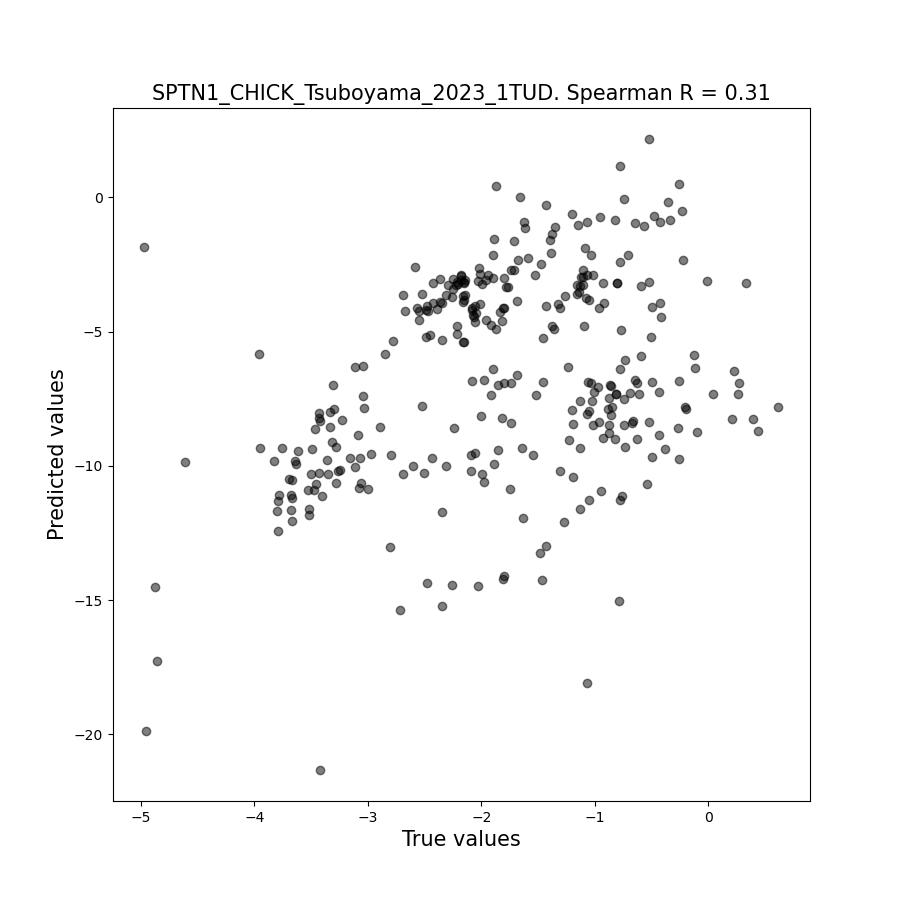 SPTN1_CHICK_Tsuboyama_2023_1TUD. Spearman R = 0.31
Predicted values
0
−5
−10
−15
−20
−5 −4 −3 −2 −1 0
True values